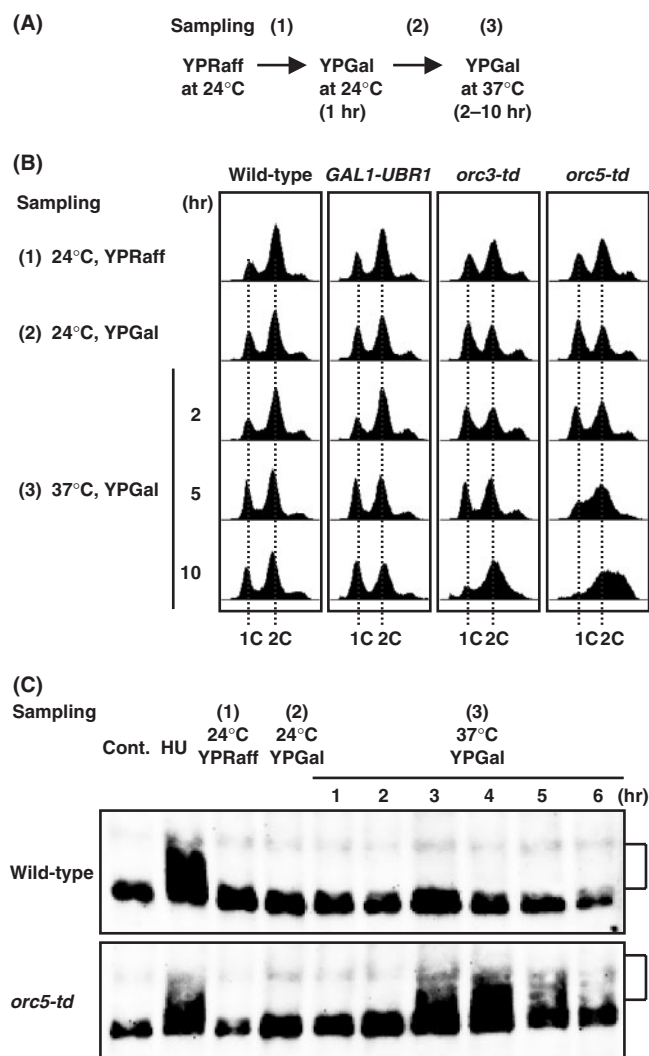 (A)
Sampling (1) (2) (3)
YPRaff YPGal YPGal
at 24°C at 24°C at 37°C
(1 hr) (2–10 hr)
(B)
Wild-type GAL1-UBR1 orc3-td orc5-td
Sampling (hr)
(1) 24°C, YPRaff
(2) 24°C, YPGal
2
(3) 37°C, YPGal 5
10
1C 2C 1C 2C 1C 2C 1C 2C
(C)
Sampling (1) (2) (3)
Cont. HU 24°C 24°C 37°C
YPRaff YPGal YPGal
1 2 3 4 5 6 (hr)
Wild-type
orc5-td